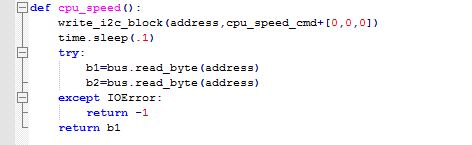 def cpu_speed():
    write_i2c_block(address,cpu_speed_cmd+[0,0,0])
    time.sleep(.1)
    try:
        b1=bus.read_byte(address)
        b2=bus.read_byte(address)
    except IOError:
        return -1
    return b1